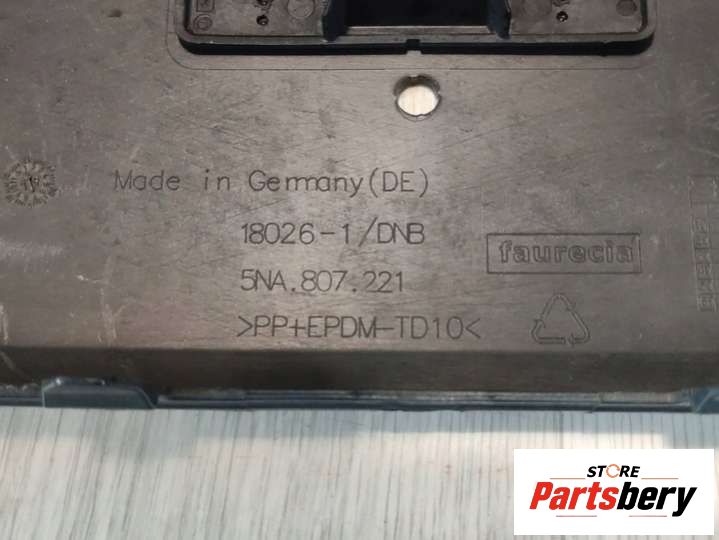 Made in Germany (DE)
18026-1/DNB
faurecia
5NA.807.221
>PP+EPDM-TD10<
STORE
Partsbery